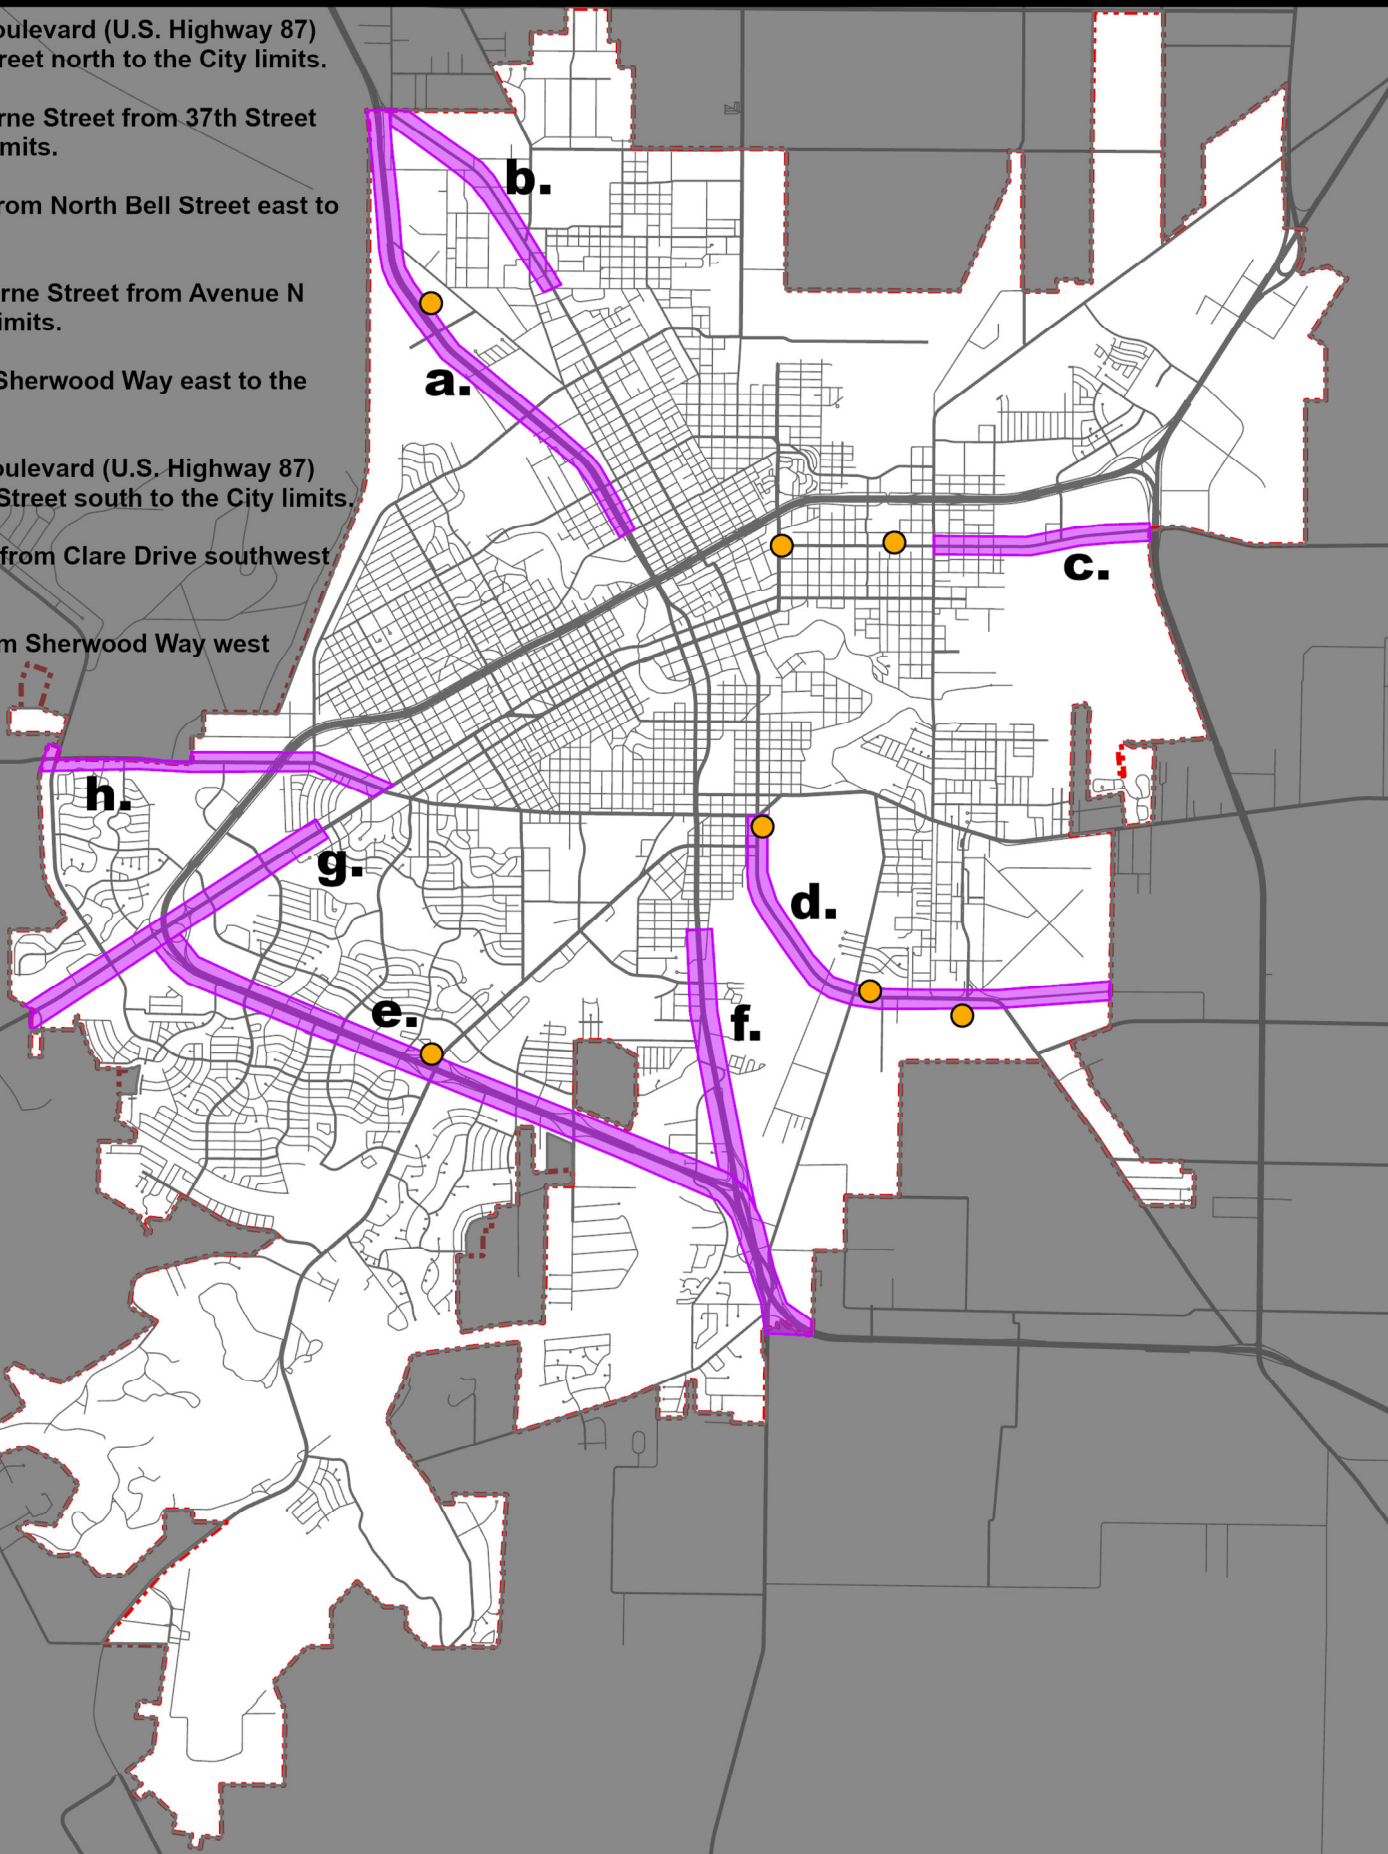 oulevard (U.S. Highway 87)
reet north to the City limits.
rne Street from 37th Street
mits.
rom North Bell Street east to
rne Street from Avenue N
imits.
Sherwood Way east to the
oulevard (U.S. Highway 87)
Street south to the City limits.
from Clare Drive southwest
m Sherwood Way west
b.
a.
c.
h.
g.
d.
e.
f.